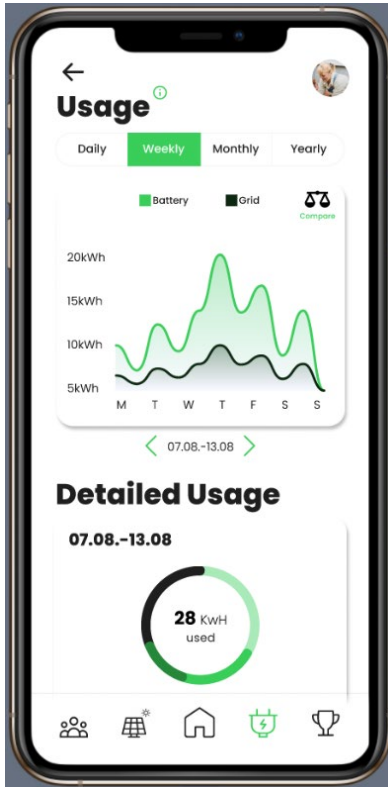 Usage
Daily Weekly Monthly Yearly
Battery Grid
Compare
20kWh
15kWh
10kWh
5kWh
M T W T F S S
07.08.-13.08
Detailed Usage
07.08.-13.08
28 KwH
used